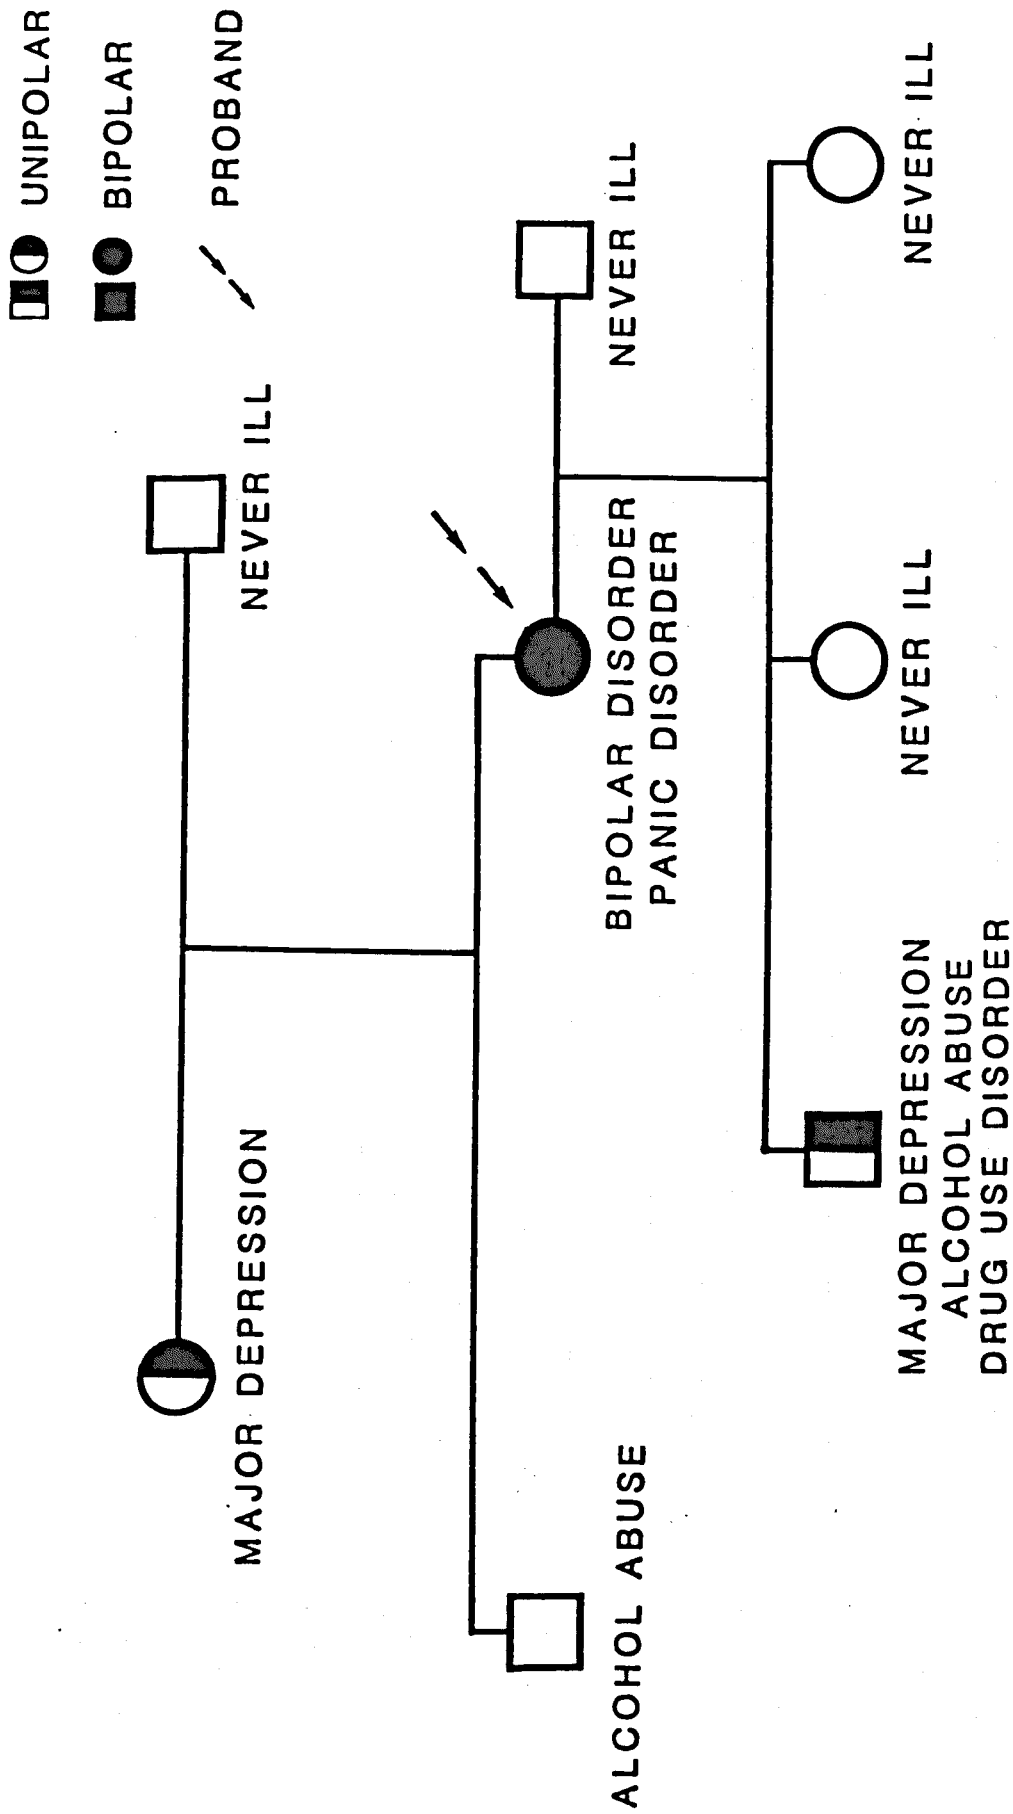 UNIPOLAR
BIPOLAR
PROBAND
NEVER ILL
MAJOR DEPRESSION
NEVER ILL
BIPOLAR DISORDER
PANIC DISORDER
ALCOHOL ABUSE
MAJOR DEPRESSION
ALCOHOL ABUSE
DRUG USE DISORDER
NEVER ILL
NEVER ILL